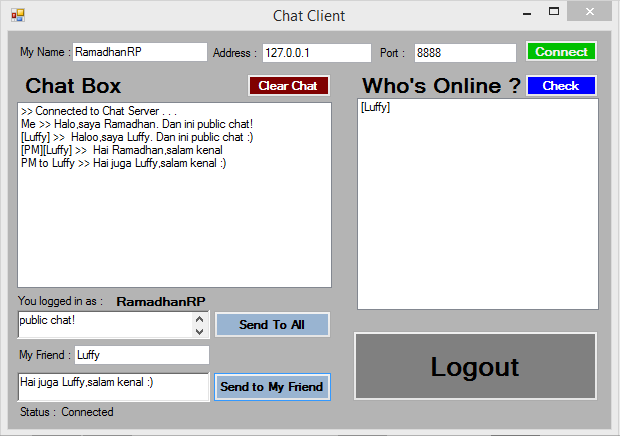 Chat Client
My Name : RamadhanRP Address : 127.0.0.1 Port : 8888 Connect
Chat Box Clear Chat Who's Online ? Check
>> Connected to Chat Server . . .
Me >> Halo,saya Ramadhan. Dan ini public chat!
[Luffy] >> Haloo,saya Luffy. Dan ini public chat :)
[PM][Luffy] >> Hai Ramadhan,salam kenal
PM to Luffy >> Hai juga Luffy,salam kenal :)
[Luffy]
You logged in as : RamadhanRP
public chat! Send To All
My Friend : Luffy
Hai juga Luffy,salam kenal :) Send to My Friend
Status : Connected
Logout